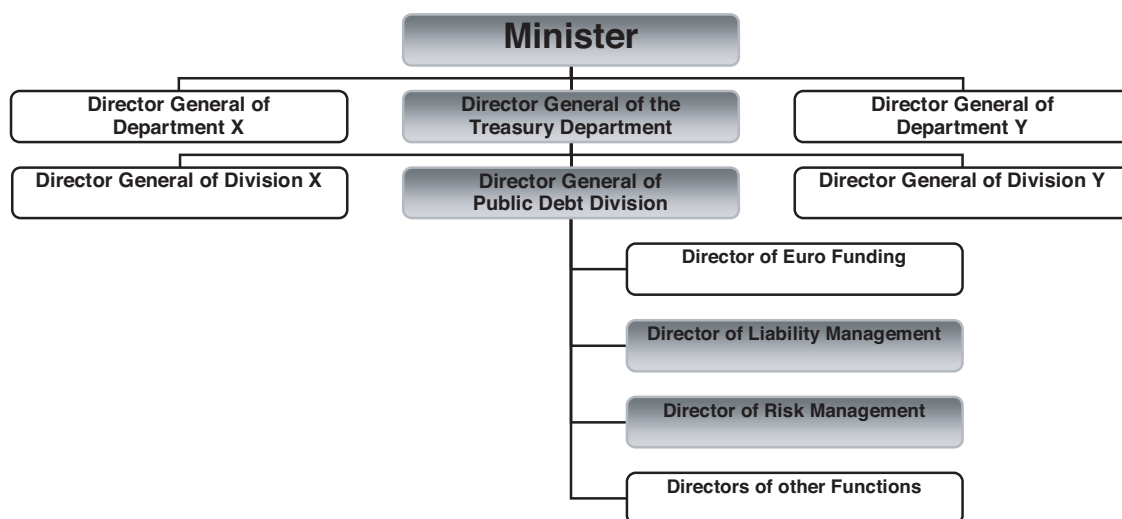 Minister
Director General of
Department X
Director General of the
Treasury Department
Director General of
Department Y
Director General of Division X
Director General of
Public Debt Division
Director General of Division Y
Director of Euro Funding
Director of Liability Management
Director of Risk Management
Directors of other Functions